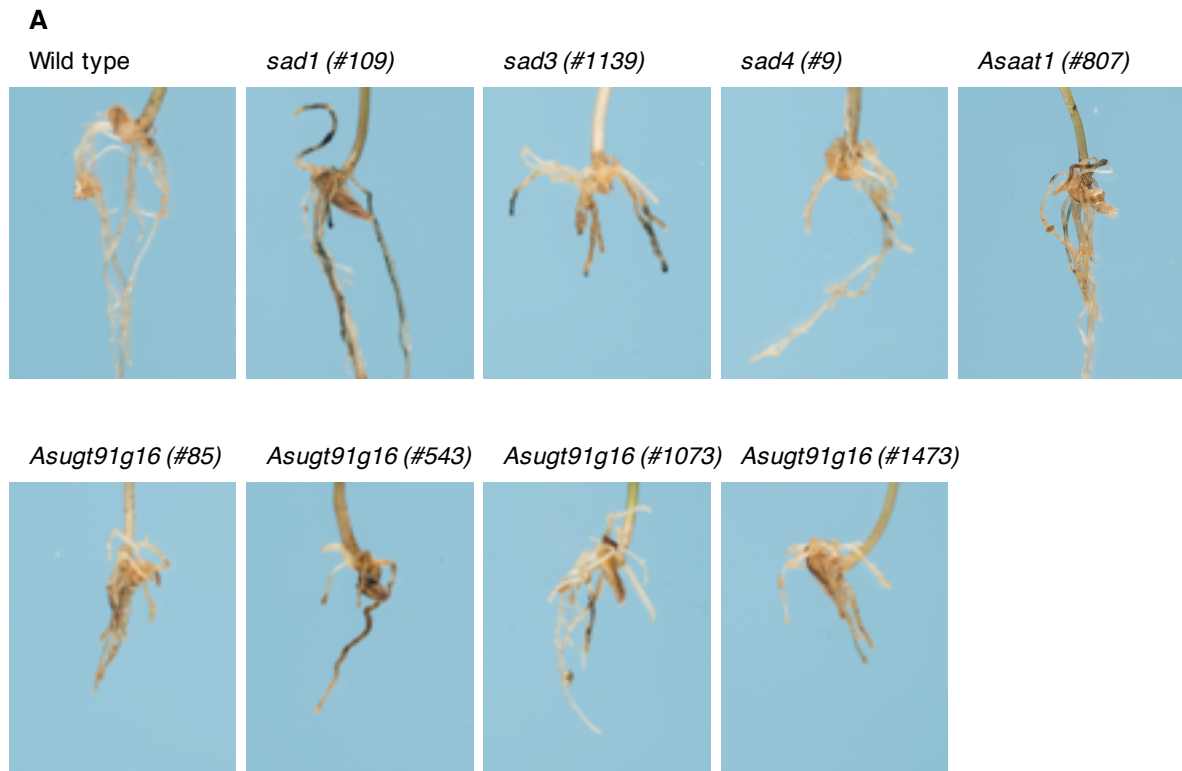 A
Wild type sad1 (#109) sad3 (#1139) sad4 (#9) Asaat1 (#807)
Asugt91g16 (#85) Asugt91g16 (#543) Asugt91g16 (#1073) Asugt91g16 (#1473)